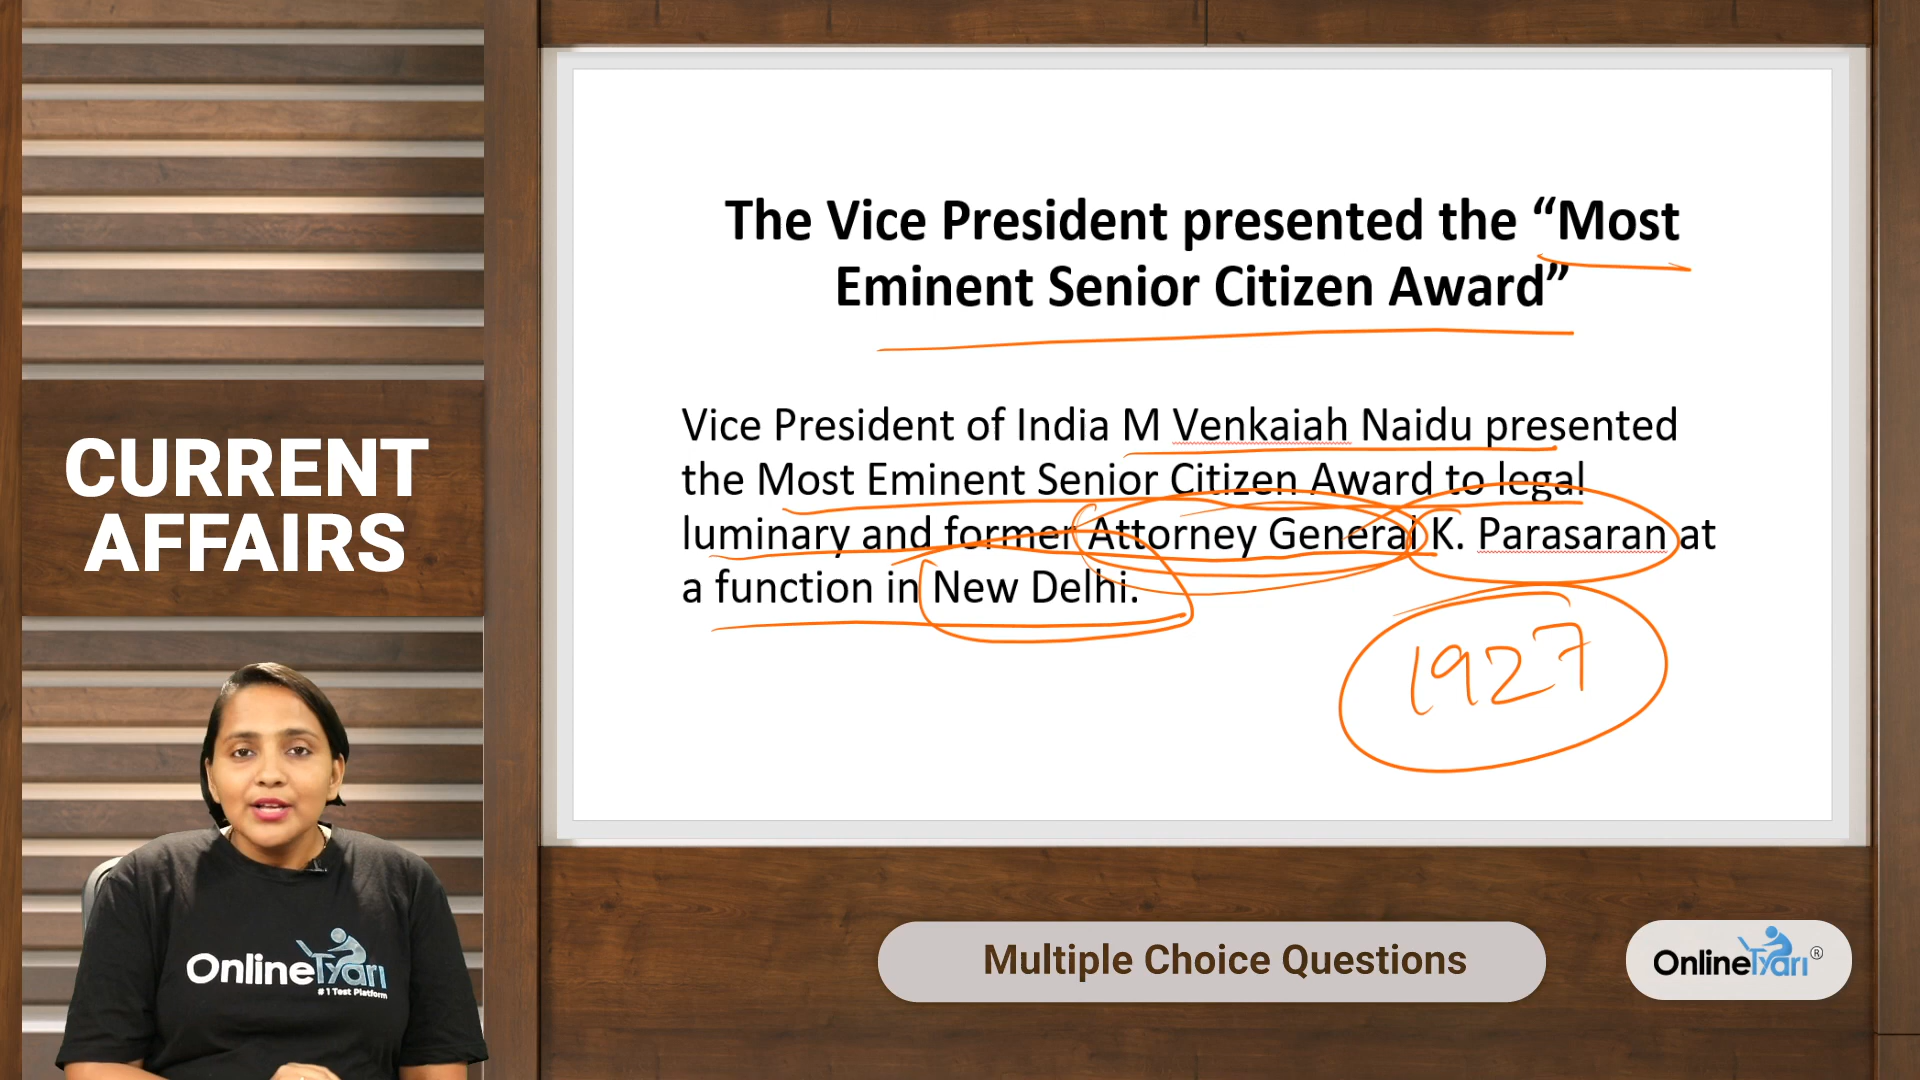 The Vice President presented the “Most
Eminent Senior Citizen Award”
Vice President of India M Venkaiah Naidu presented
the Most Eminent Senior Citizen Award to legal
luminary and former Attorney General K. Parasaran at
a function in New Delhi.
1927
CURRENT
AFFAIRS
OnlineTyari
#1 Test Platform
Multiple Choice Questions
OnlineTyari®